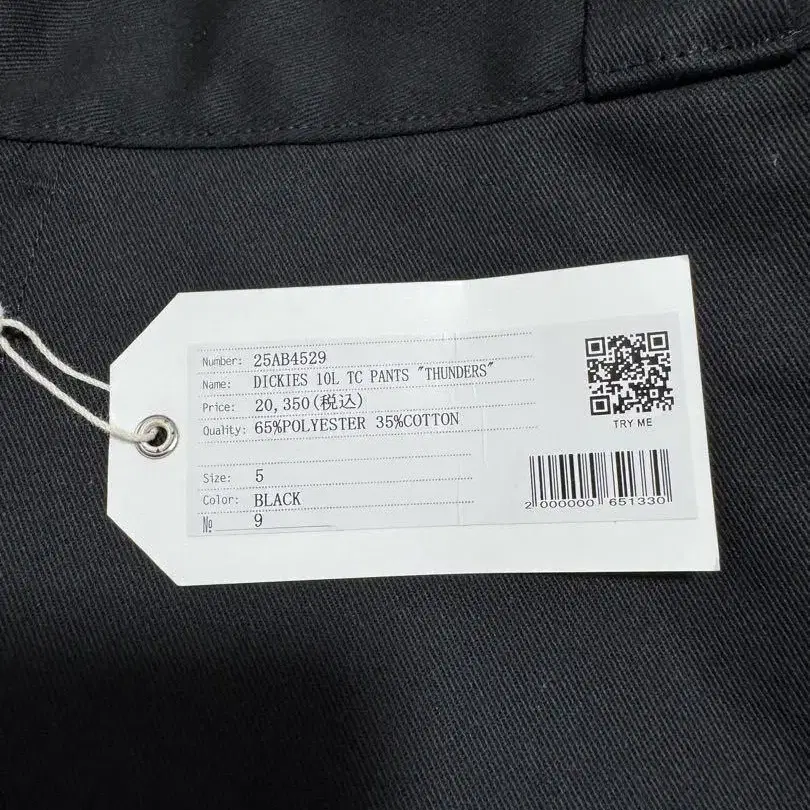 Number: 25AB4529
Name: DICKIES 10L TC PANTS "THUNDERS"
Price: 20,350(税込)
Quality: 65%POLYESTER 35%COTTON
Size: 5
Color: BLACK
№ 9
TRY ME
2 000000 651330